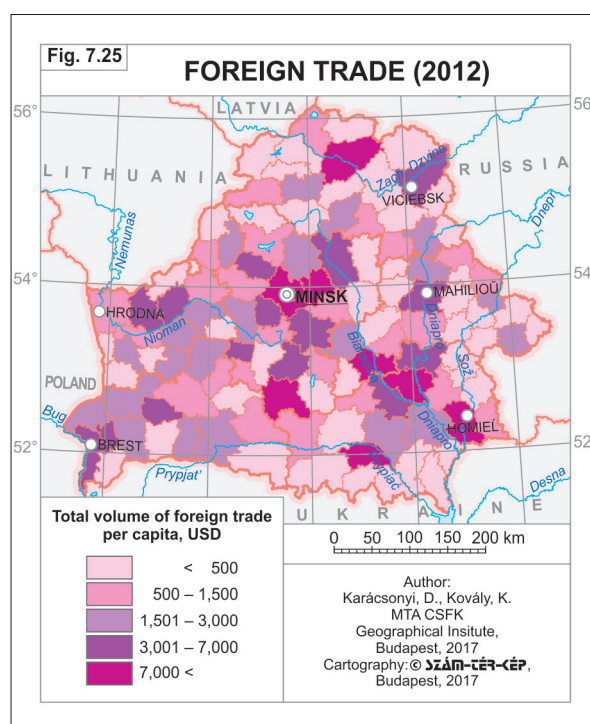 Fig. 7.25
FOREIGN TRADE (2012)
56°
56
LATVIA
LITHUANIA
RUSSIA
Zach. Dzvina
VICIEBSK
Dnepr
Nemunas
54°
54
MINSK
MAHILIOŬ
HRODNA
Nioman
Dniapro
Biarezina
Sož
POLAND
Bug
HOMIEL
Dniapro
52°
52
BREST
Prypjat'
Prypiać
Desna
UKRAINE
Total volume of foreign trade
per capita, USD
< 500
500 – 1,500
1,501 – 3,000
3,001 – 7,000
7,000 <
0 50 100 150 200 km
Author:
Karácsonyi, D., Kovály, K.
MTA CSFK
Geographical Insitute,
Budapest, 2017
Cartography: © SZÁM-TÉR-KÉP,
Budapest, 2017